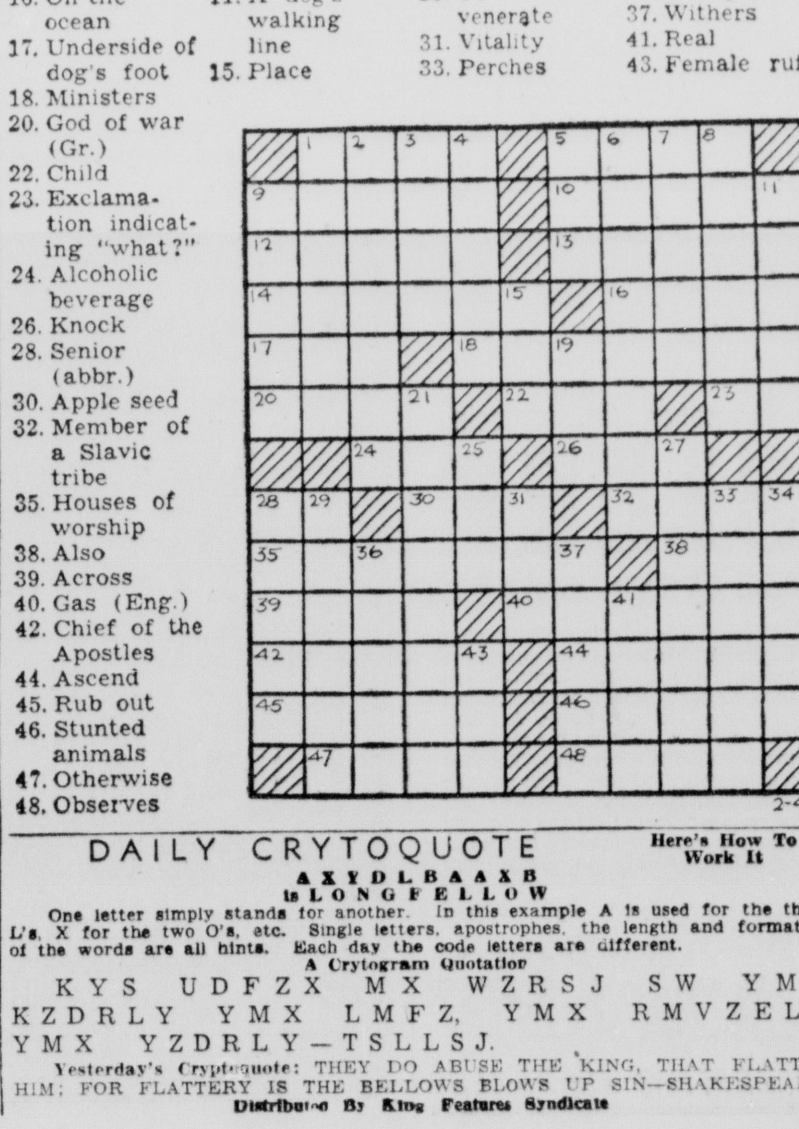 ocean
17. Underside of
dog's foot
18. Ministers
20. God of war
(Gr.)
22. Child
23. Exclama-
tion indicat-
ing "what?"
24. Alcoholic
beverage
26. Knock
28. Senior
(abbr.)
30. Apple seed
32. Member of
a Slavic
tribe
35. Houses of
worship
38. Also
39. Across
40. Gas (Eng.)
42. Chief of the
Apostles
44. Ascend
45. Rub out
46. Stunted
animals
47. Otherwise
48. Observes
walking
line
15. Place
venerate
31. Vitality
33. Perches
37. Withers
41. Real
43. Female
1 2 3 4 5 6 7 8
9 10 11
12 13
14 15 16
17 18 19
20 21 22 23
24 25 26 27
28 29 30 31 32 33 34
35 36 37 38
39 40 41
42 43 44
45 46
47 48
DAILY CRYTOQUOTE
Here's How To
Work It
A X Y D L B A A X B
is L O N G F E L L O W
One letter simply stands for another. In this example A is used for the
L's, X for the two O's, etc. Single letters, apostrophes, the length and
of the words are all hints. Each day the code letters are different.
A Crytogram Quotation
K Y S U D F Z X M X W Z R S J S W Y M
K Z D R L Y Y M X L M F Z, Y M X R M V Z E L
Y M X Y Z D R L Y – T S L L S J.
Yesterday's Cryptoquote: THEY DO ABUSE THE KING, THAT
HIM; FOR FLATTERY IS THE BELLOWS BLOWS UP SIN—
Distributed By King Features Syndicate